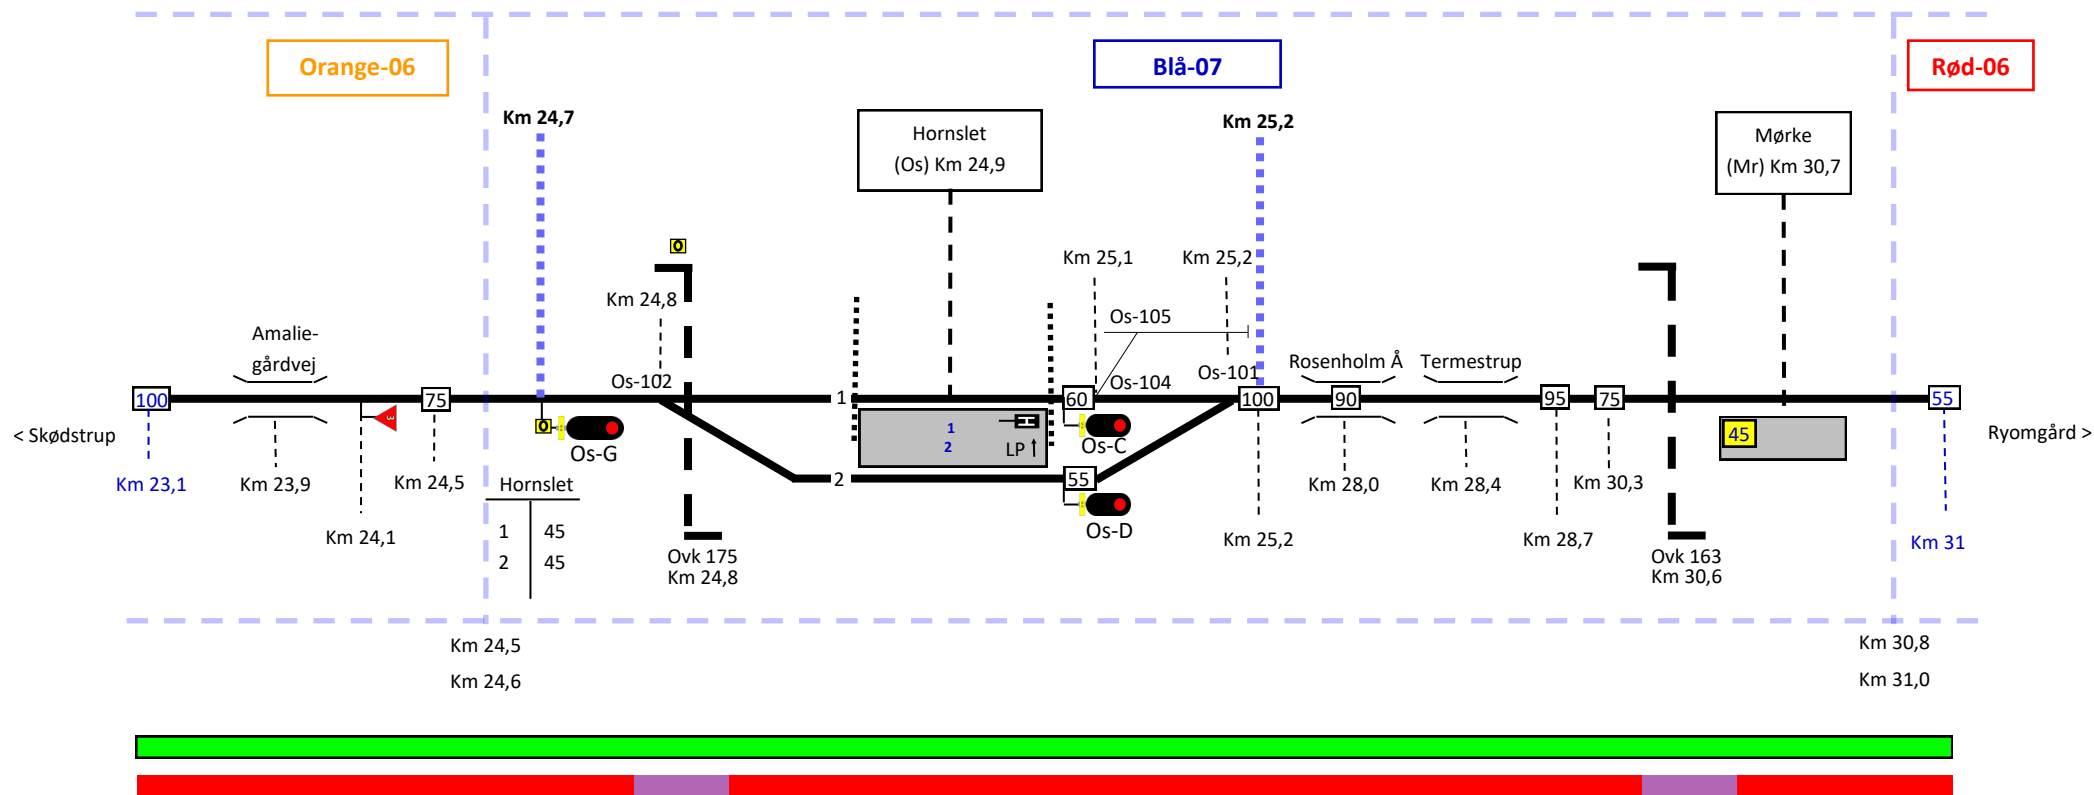 Orange-06
Blå-07
Rød-06
Km 24,7
Hornslet
(Os) Km 24,9
Km 25,2
Mørke
(Mr) Km 30,7
0
Km 24,8
Km 25,1
Km 25,2
Amalie-
gårdvej
Os-105
Os-102
Os-104
Os-101
Rosenholm Å
Termestrup
100
75
1
60
100
90
95
75
55
< Skødstrup
0
Os-G
1
2
LP
Os-C
45
Ryomgård >
3
2
55
Os-D
Km 23,1
Km 23,9
Km 24,1
Km 24,5
Hornslet
1 45
2 45
Ovk 175
Km 24,8
Km 25,2
Km 28,0
Km 28,4
Km 28,7
Km 30,3
Ovk 163
Km 30,6
Km 31
Km 24,5
Km 24,6
Km 30,8
Km 31,0